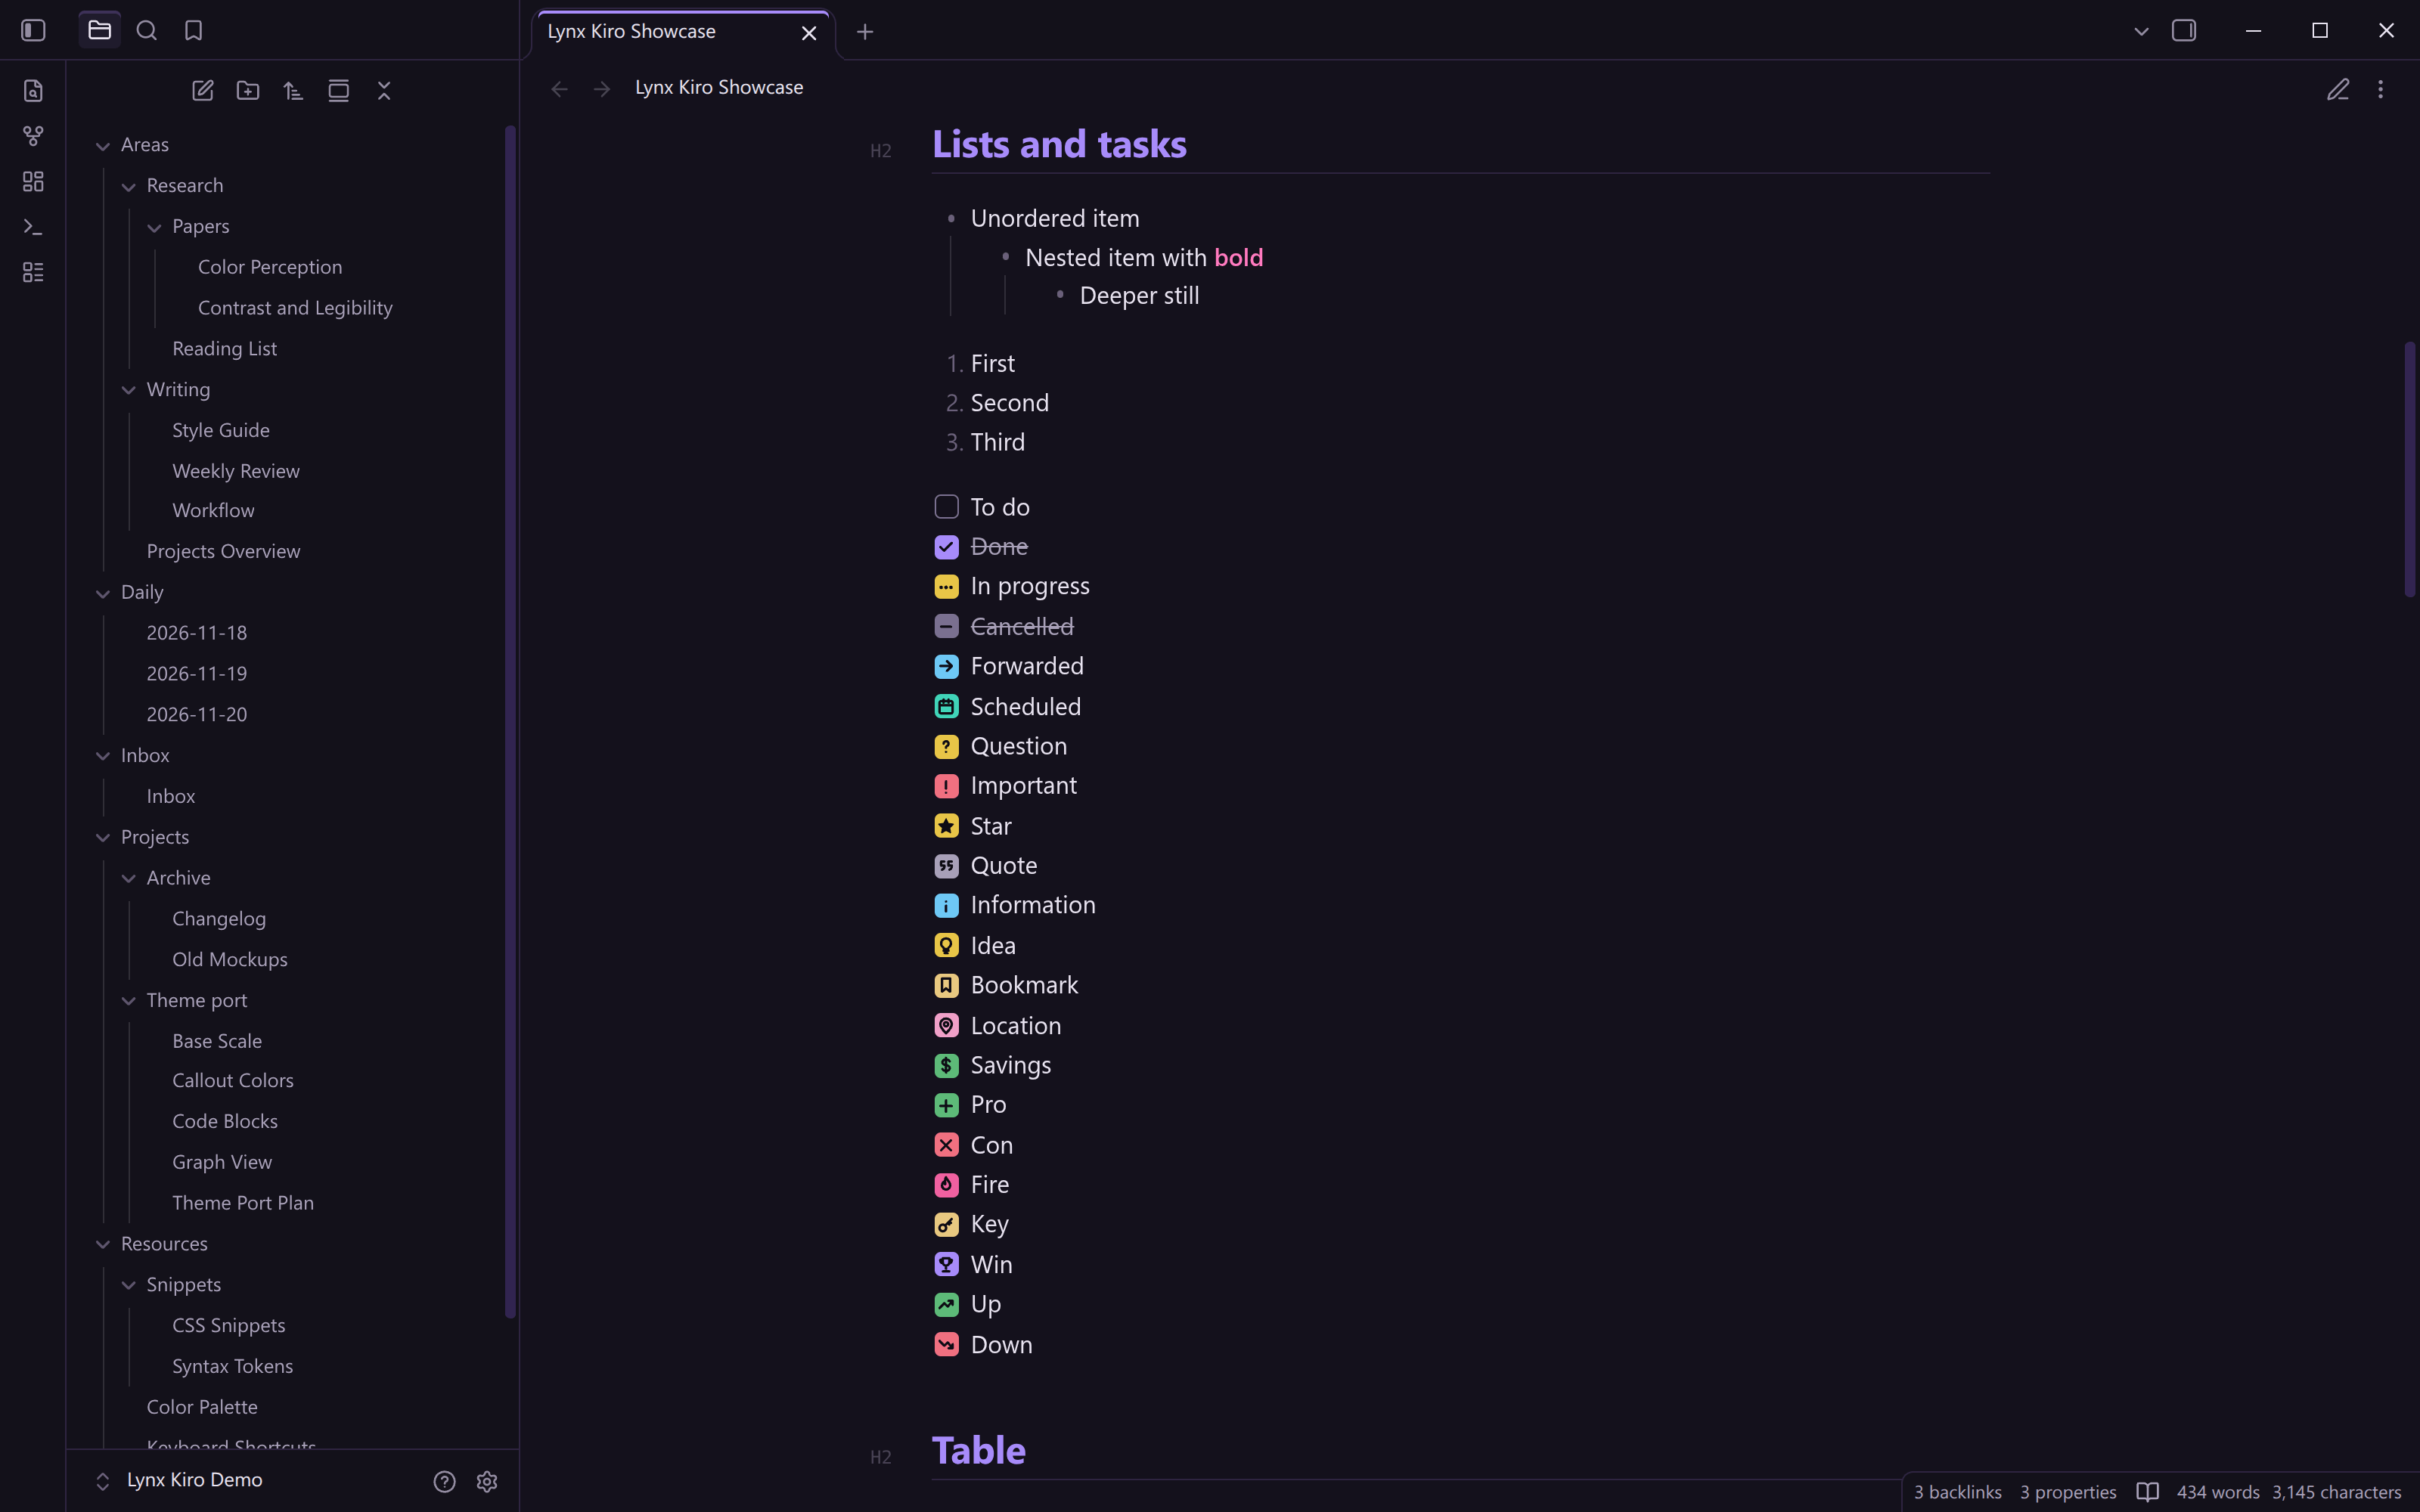 Lynx Kiro Showcase
Lynx Kiro Showcase
Areas
Research
Papers
Color Perception
Contrast and Legibility
Reading List
Writing
Style Guide
Weekly Review
Workflow
Projects Overview
Daily
2026-11-18
2026-11-19
2026-11-20
Inbox
Inbox
Projects
Archive
Changelog
Old Mockups
Theme port
Base Scale
Callout Colors
Code Blocks
Graph View
Theme Port Plan
Resources
Snippets
CSS Snippets
Syntax Tokens
Color Palette
Keyboard Shortcuts
Lynx Kiro Demo
H2 Lists and tasks
Unordered item
Nested item with bold
Deeper still
1. First
2. Second
3. Third
To do
Done
In progress
Cancelled
Forwarded
Scheduled
Question
Important
Star
Quote
Information
Idea
Bookmark
Location
Savings
Pro
Con
Fire
Key
Win
Up
Down
H2 Table
3 backlinks 3 properties 434 words 3,145 characters